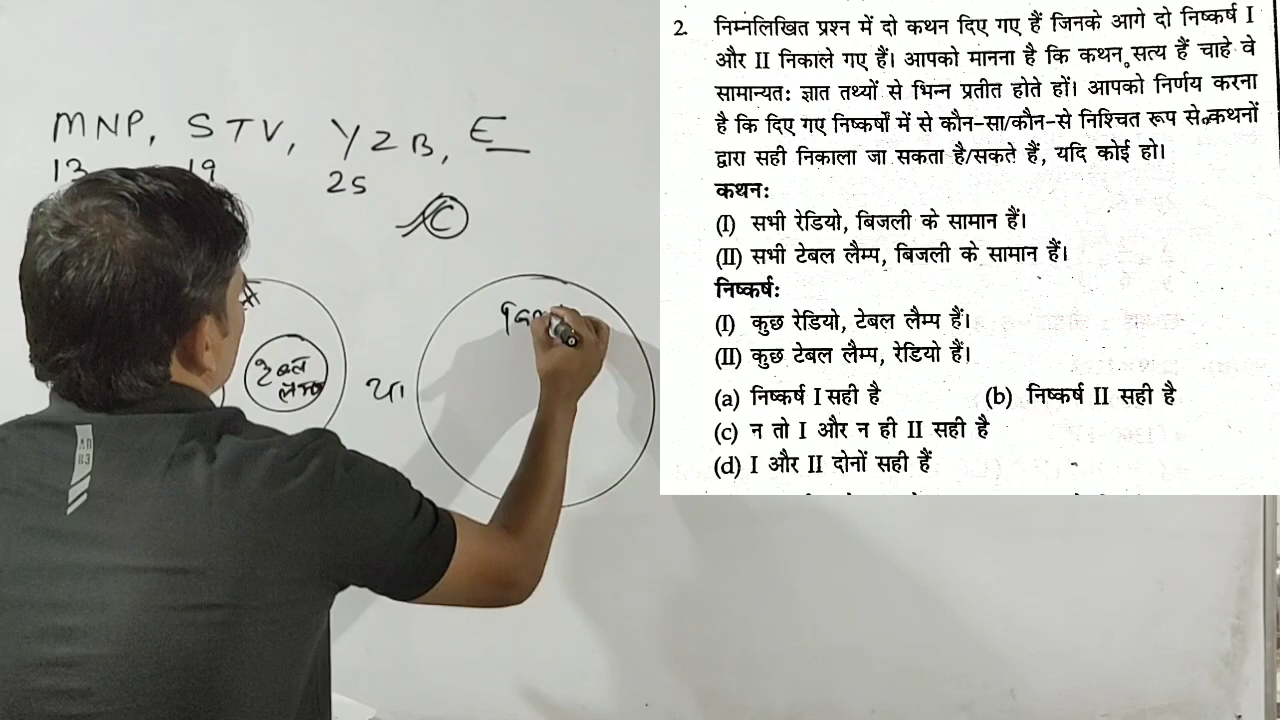 MNP, STV, YZB, E
13 19 25
C
टेबल
लैम्प
या
2. निम्नलिखित प्रश्न में दो कथन दिए गए हैं जिनके आगे दो निष्कर्ष I
और II निकाले गए हैं। आपको मानना है कि कथन सत्य हैं चाहे वे
सामान्यतः ज्ञात तथ्यों से भिन्न प्रतीत होते हों। आपको निर्णय करना
है कि दिए गए निष्कर्षों में से कौन-सा/कौन-से निश्चित रूप से कथनों
द्वारा सही निकाला जा सकता है/सकते हैं, यदि कोई हो।
कथनः
(I) सभी रेडियो, बिजली के सामान हैं।
(II) सभी टेबल लैम्प, बिजली के सामान हैं।
निष्कर्षः
(I) कुछ रेडियो, टेबल लैम्प हैं।
(II) कुछ टेबल लैम्प, रेडियो हैं।
(a) निष्कर्ष I सही है (b) निष्कर्ष II सही है
(c) न तो I और न ही II सही है
(d) I और II दोनों सही हैं